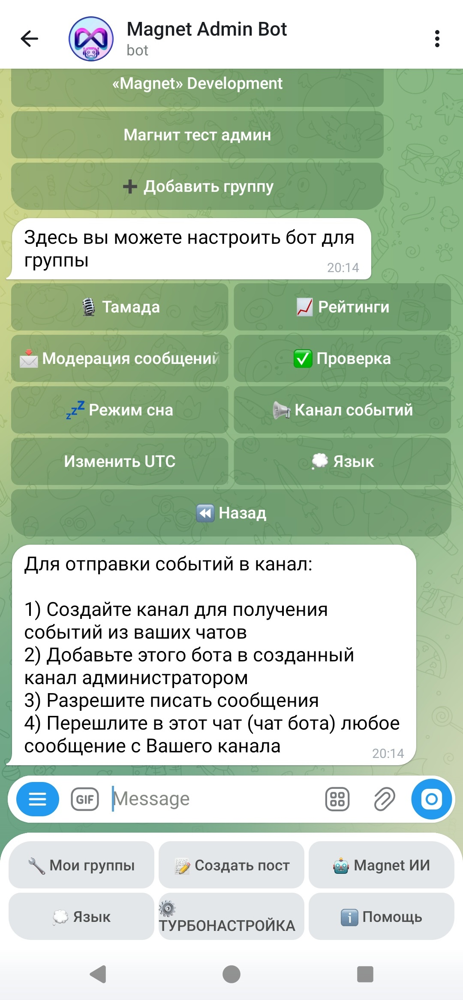 Magnet Admin Bot
bot
«Magnet» Development
Магнит тест админ
➕ Добавить группу
Здесь вы можете настроить бот для
группы
20:14
🎙 Тамада
📈 Рейтинги
📩 Модерация сообщений
✅ Проверка
💤 Режим сна
📢 Канал событий
Изменить UTC
💭 Язык
⏪ Назад
Для отправки событий в канал:
1) Создайте канал для получения
событий из ваших чатов
2) Добавьте этого бота в созданный
канал администратором
3) Разрешите писать сообщения
4) Перешлите в этот чат (чат бота) любое
сообщение с Вашего канала
20:14
GIF
Message
🔧 Мои группы
📝 Создать пост
🤖 Magnet ИИ
💭 Язык
⚙️
ТУРБОНАСТРОЙКА
ℹ️ Помощь